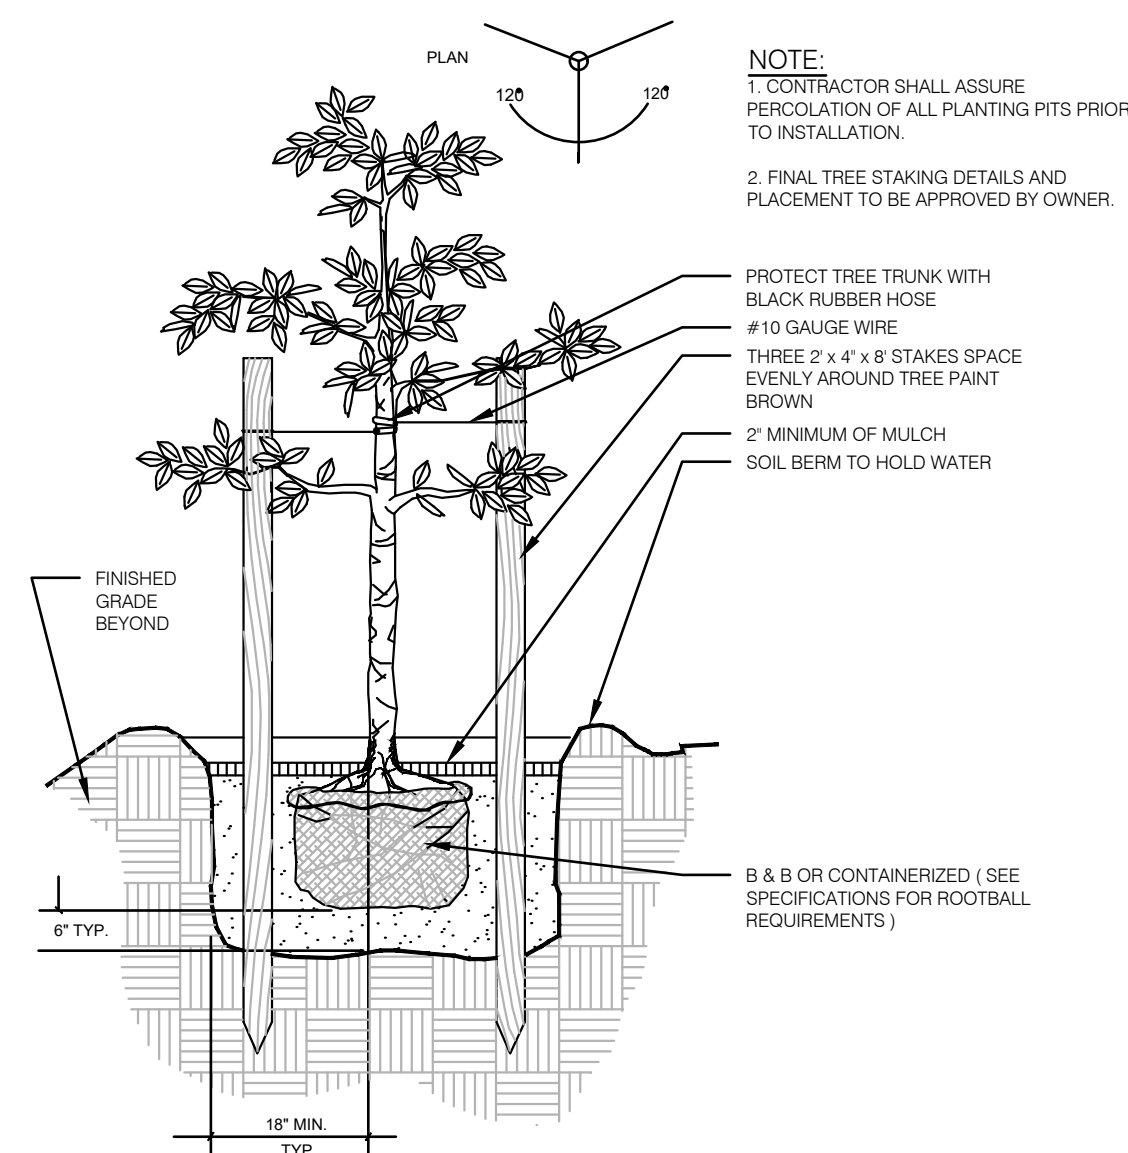 PLAN
120°
120°
NOTE:
1. CONTRACTOR SHALL ASSURE
PERCOLATION OF ALL PLANTING PITS PRIOR
TO INSTALLATION.
2. FINAL TREE STAKING DETAILS AND
PLACEMENT TO BE APPROVED BY OWNER.
PROTECT TREE TRUNK WITH
BLACK RUBBER HOSE
#10 GAUGE WIRE
THREE 2' x 4" x 8' STAKES SPACE
EVENLY AROUND TREE PAINT
BROWN
2" MINIMUM OF MULCH
SOIL BERM TO HOLD WATER
FINISHED
GRADE
BEYOND
B & B OR CONTAINERIZED ( SEE
SPECIFICATIONS FOR ROOTBALL
REQUIREMENTS )
6" TYP.
18" MIN.
TYP